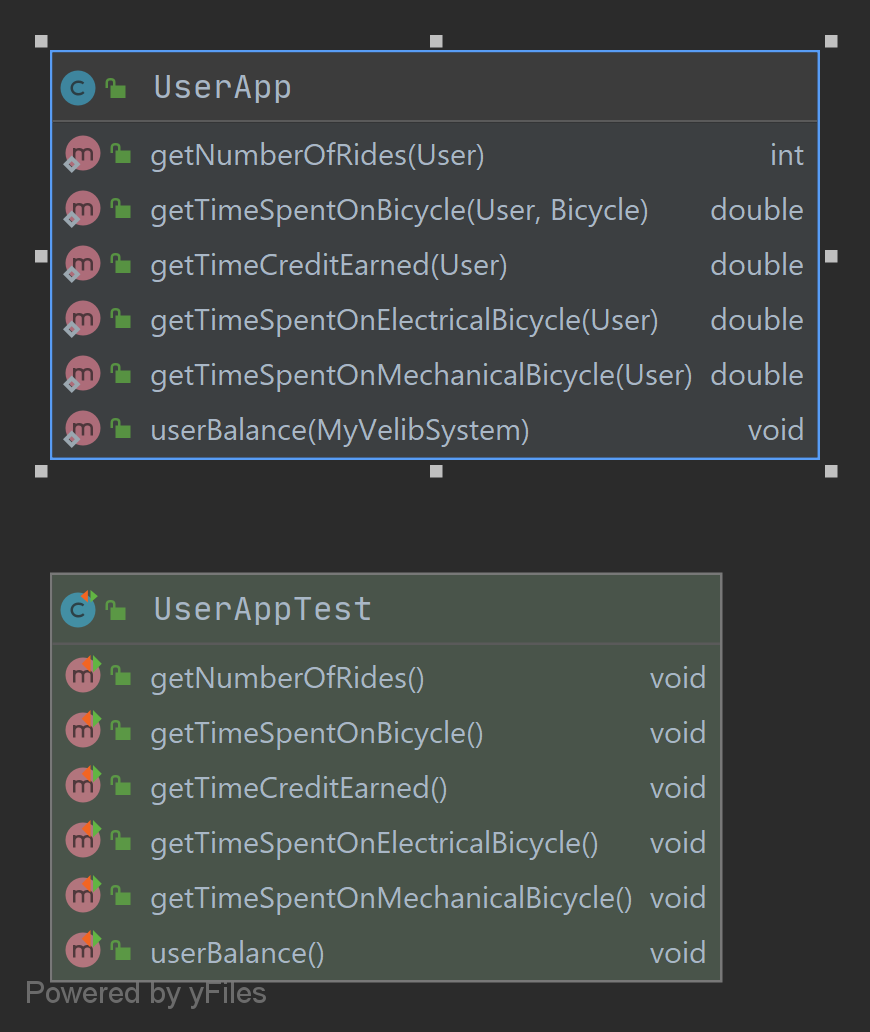 UserApp
getNumberOfRides(User) int
getTimeSpentOnBicycle(User, Bicycle) double
getTimeCreditEarned(User) double
getTimeSpentOnElectricalBicycle(User) double
getTimeSpentOnMechanicalBicycle(User) double
userBalance(MyVelibSystem) void
UserAppTest
getNumberOfRides() void
getTimeSpentOnBicycle() void
getTimeCreditEarned() void
getTimeSpentOnElectricalBicycle() void
getTimeSpentOnMechanicalBicycle() void
userBalance() void
Powered by yFiles